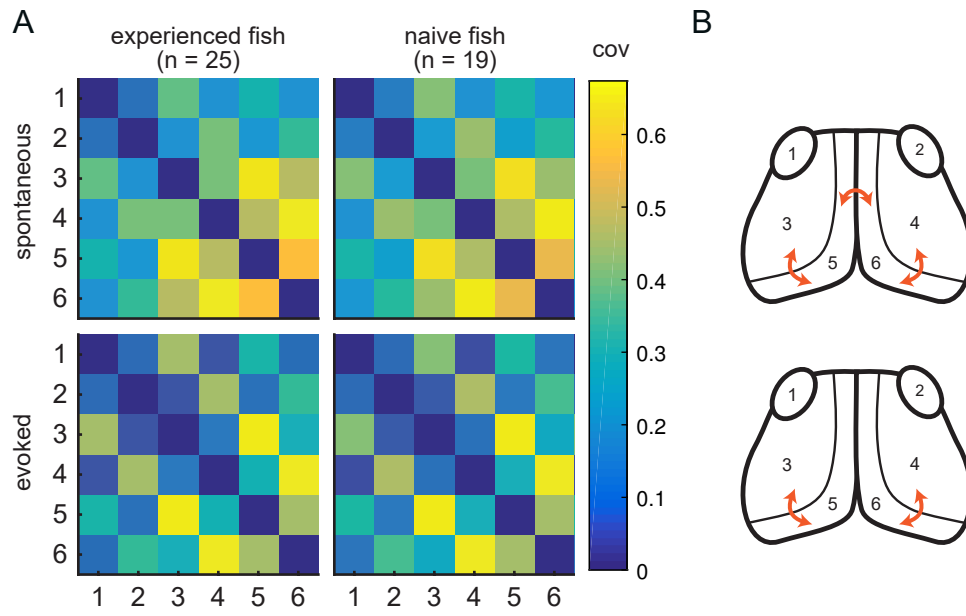 A
B
experienced fish
(n = 25)
naive fish
(n = 19)
cov
spontaneous
1
2
3
4
5
6
evoked
1
2
3
4
5
6
1 2 3 4 5 6
1 2 3 4 5 6
0.6
0.5
0.4
0.3
0.2
0.1
0
1 2
3 4
5 6
1 2
3 4
5 6